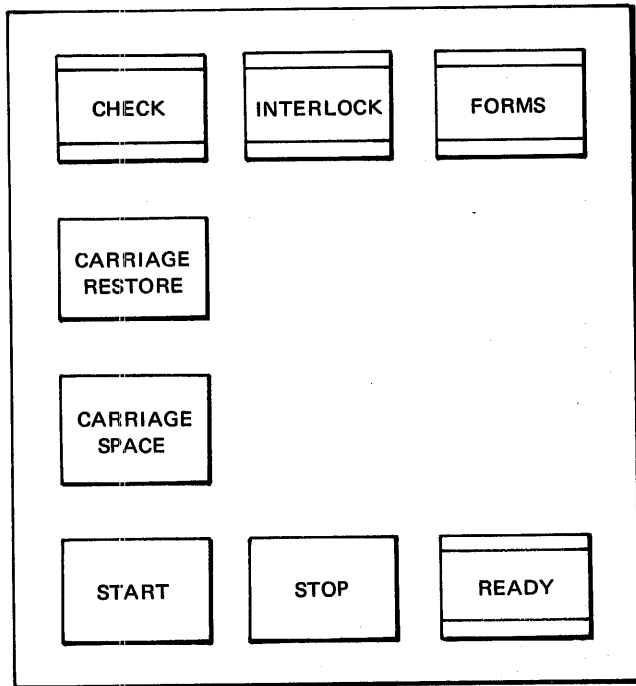 CHECK
INTERLOCK
FORMS
CARRIAGE
RESTORE
CARRIAGE
SPACE
START
STOP
READY